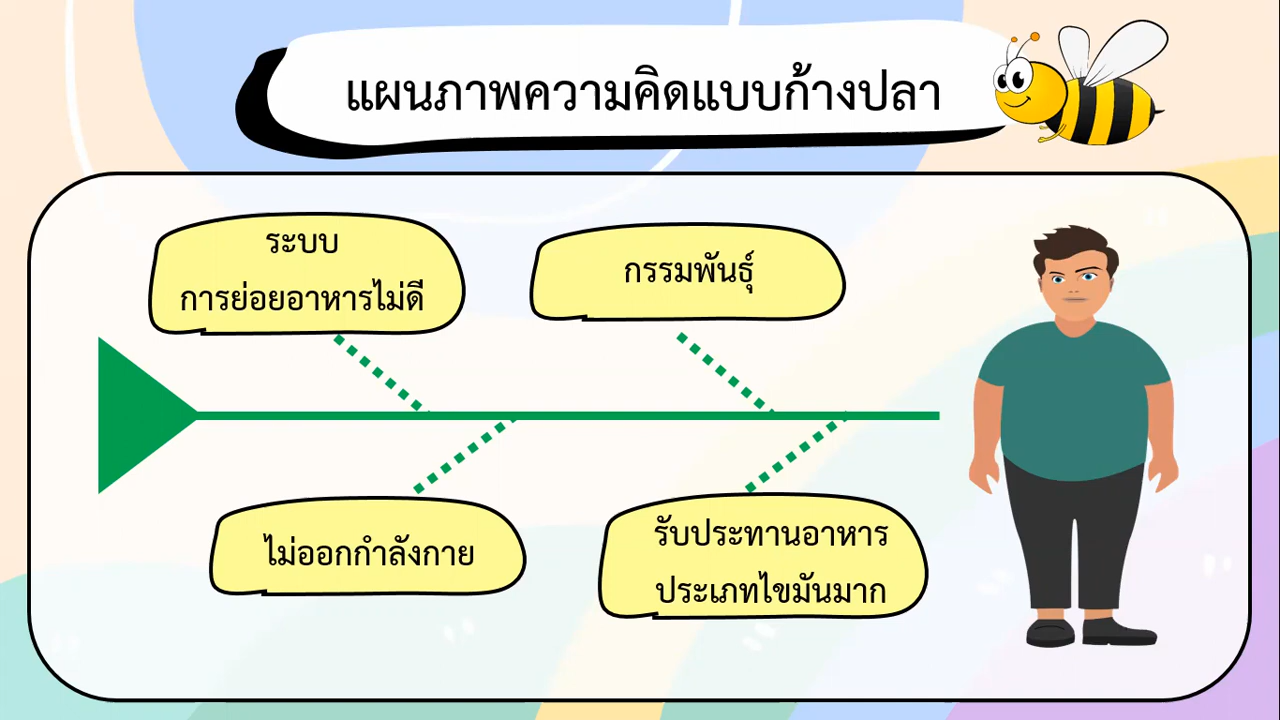 แผนภาพความคิดแบบก้างปลา
ระบบ
การย่อยอาหารไม่ดี
กรรมพันธุ์
ไม่ออกกำลังกาย
รับประทานอาหาร
ประเภทไขมันมาก